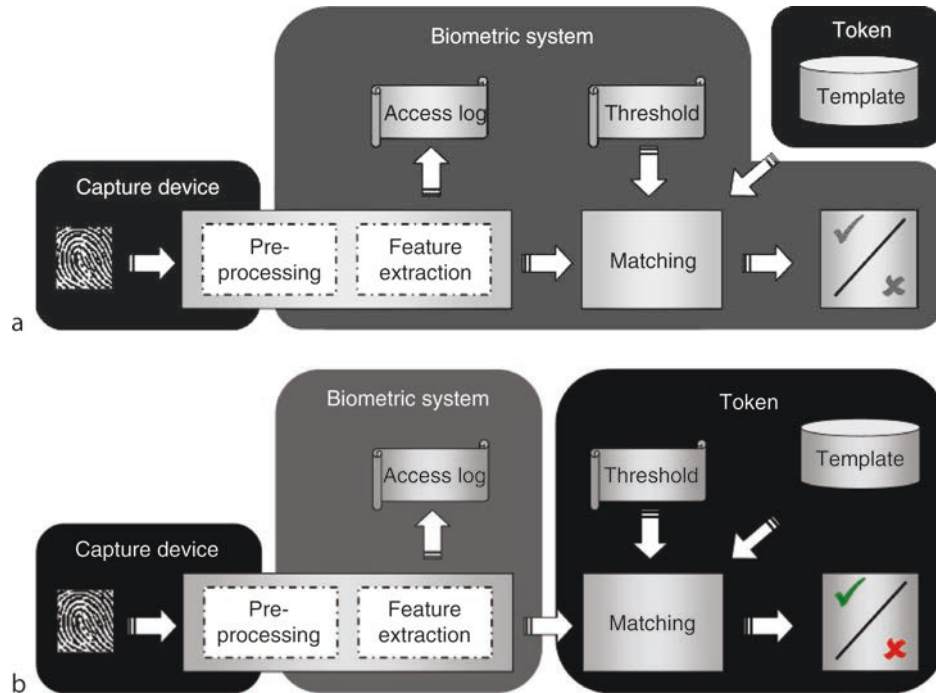 Biometric system
Token
Template
Access log
Threshold
Capture device
Pre-
processing
Feature
extraction
Matching
a
Biometric system
Token
Template
Access log
Threshold
Capture device
Pre-
processing
Feature
extraction
Matching
b